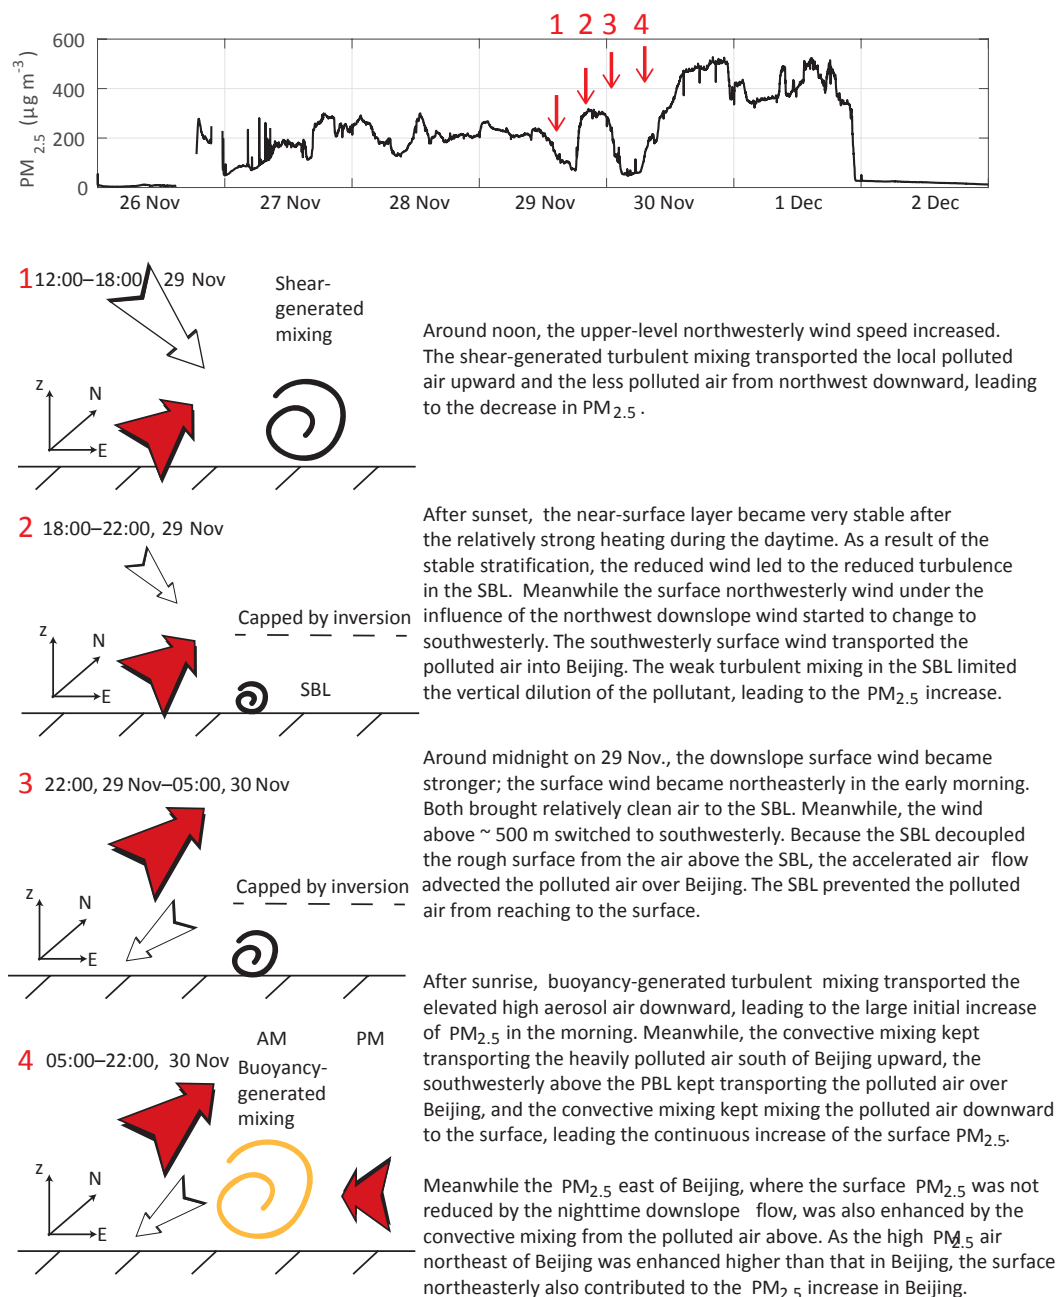 1 2 3 4
600
400
200
0
PM 2.5 (µg m-3)
26 Nov 27 Nov 28 Nov 29 Nov 30 Nov 1 Dec 2 Dec
1 12:00–18:00, 29 Nov
Shear-
generated
mixing
z
N
E
Around noon, the upper-level northwesterly wind speed increased.
The shear-generated turbulent mixing transported the local polluted
air upward and the less polluted air from northwest downward, leading
to the decrease in PM2.5 .
2 18:00–22:00, 29 Nov
Capped by inversion
z
N
E
SBL
After sunset, the near-surface layer became very stable after
the relatively strong heating during the daytime. As a result of the
stable stratification, the reduced wind led to the reduced turbulence
in the SBL. Meanwhile the surface northwesterly wind under the
influence of the northwest downslope wind started to change to
southwesterly. The southwesterly surface wind transported the
polluted air into Beijing. The weak turbulent mixing in the SBL limited
the vertical dilution of the pollutant, leading to the PM2.5 increase.
3 22:00, 29 Nov–05:00, 30 Nov
Capped by inversion
z
N
E
Around midnight on 29 Nov., the downslope surface wind became
stronger; the surface wind became northeasterly in the early morning.
Both brought relatively clean air to the SBL. Meanwhile, the wind
above ~ 500 m switched to southwesterly. Because the SBL decoupled
the rough surface from the air above the SBL, the accelerated air flow
advected the polluted air over Beijing. The SBL prevented the polluted
air from reaching to the surface.
4 05:00–22:00, 30 Nov
AM PM
Buoyancy-
generated
mixing
z
N
E
After sunrise, buoyancy-generated turbulent mixing transported the
elevated high aerosol air downward, leading to the large initial increase
of PM2.5 in the morning. Meanwhile, the convective mixing kept
transporting the heavily polluted air south of Beijing upward, the
southwesterly above the PBL kept transporting the polluted air over
Beijing, and the convective mixing kept mixing the polluted air downward
to the surface, leading the continuous increase of the surface PM2.5.
Meanwhile the PM2.5 east of Beijing, where the surface PM2.5 was not
reduced by the nighttime downslope flow, was also enhanced by the
convective mixing from the polluted air above. As the high PM2.5 air
northeast of Beijing was enhanced higher than that in Beijing, the surface
northeasterly also contributed to the PM2.5 increase in Beijing.